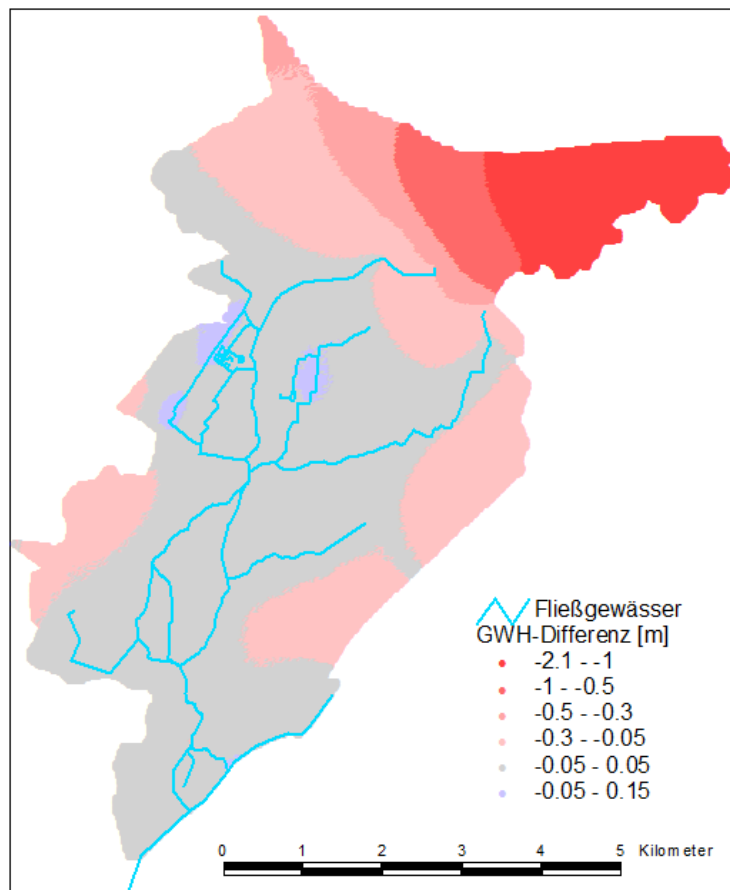 Fließgewässer
GWH-Differenz [m]
-2.1 - -1
-1 - -0.5
-0.5 - -0.3
-0.3 - -0.05
-0.05 - 0.05
-0.05 - 0.15
0 1 2 3 4 5 Kilometer